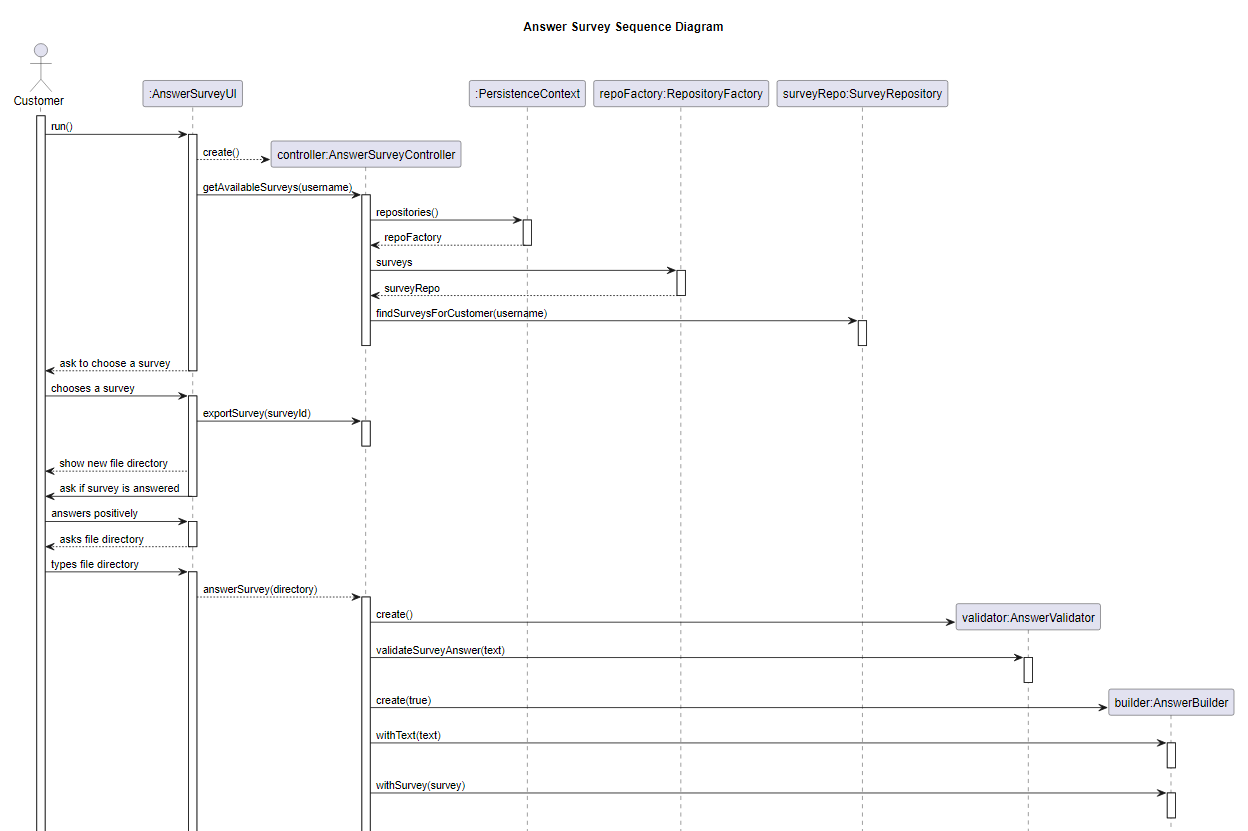 Answer Survey Sequence Diagram
Customer
:AnswerSurveyUI
:PersistenceContext
repoFactory:RepositoryFactory
surveyRepo:SurveyRepository
run()
create()
controller:AnswerSurveyController
getAvailableSurveys(username)
repositories()
repoFactory
surveys
surveyRepo
findSurveysForCustomer(username)
ask to choose a survey
chooses a survey
exportSurvey(surveyId)
show new file directory
ask if survey is answered
answers positively
asks file directory
types file directory
answerSurvey(directory)
create()
validator:AnswerValidator
validateSurveyAnswer(text)
create(true)
builder:AnswerBuilder
withText(text)
withSurvey(survey)